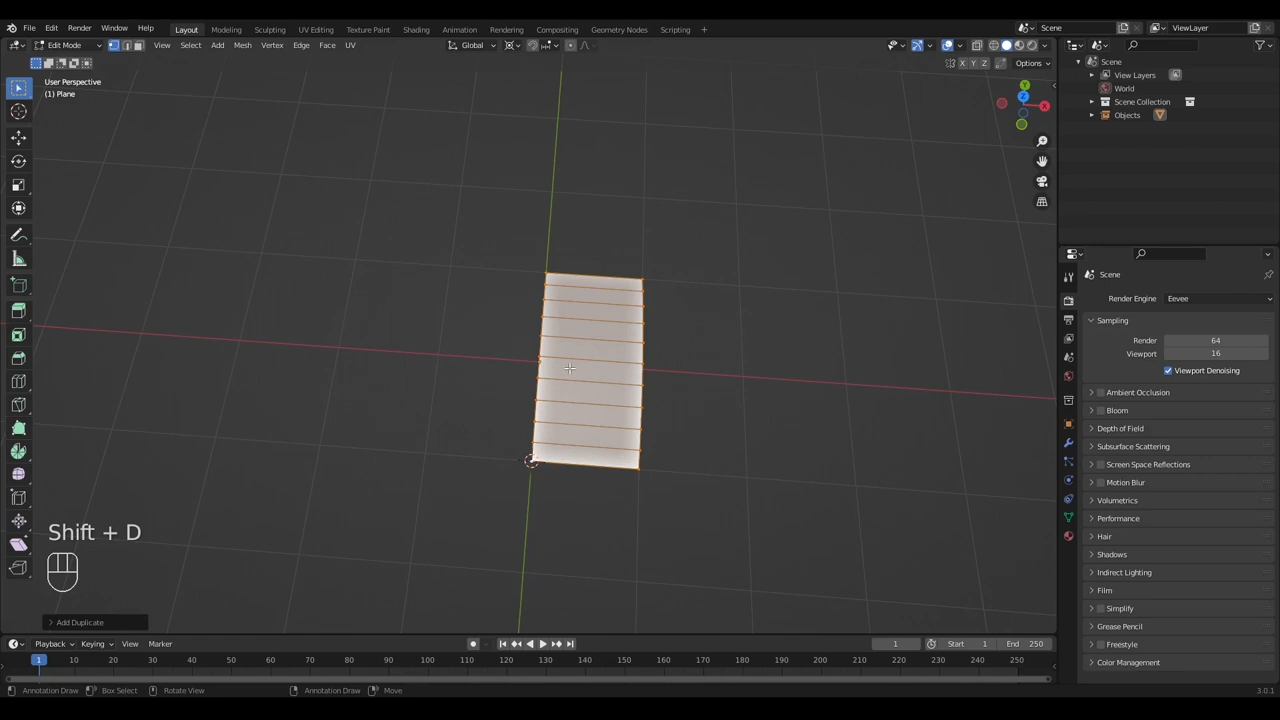 File Edit Render Window Help Layout Modeling Sculpting UV Editing Texture Paint Shading Animation Rendering Compositing Geometry Nodes Scripting Scene ViewLayer
Edit Mode View Select Add Mesh Vertex Edge Face UV Global
X Y Z Options
User Perspective
(1) Plane
Scene
View Layers
World
Scene Collection
Objects
Y
Z
X
Scene
Render Engine Eevee
Sampling
Render 64
Viewport 16
Viewport Denoising
Ambient Occlusion
Bloom
Depth of Field
Subsurface Scattering
Screen Space Reflections
Motion Blur
Volumetrics
Performance
Hair
Shadows
Indirect Lighting
Film
Simplify
Grease Pencil
Freestyle
Color Management
Shift + D
Add Duplicate
Playback Keying View Marker 1 Start 1 End 250
1 10 20 30 40 50 60 70 80 90 100 110 120 130 140 150 160 170 180 190 200 210 220 230 240 250
Annotation Draw Box Select Rotate View Annotation Draw Move 3.0.1